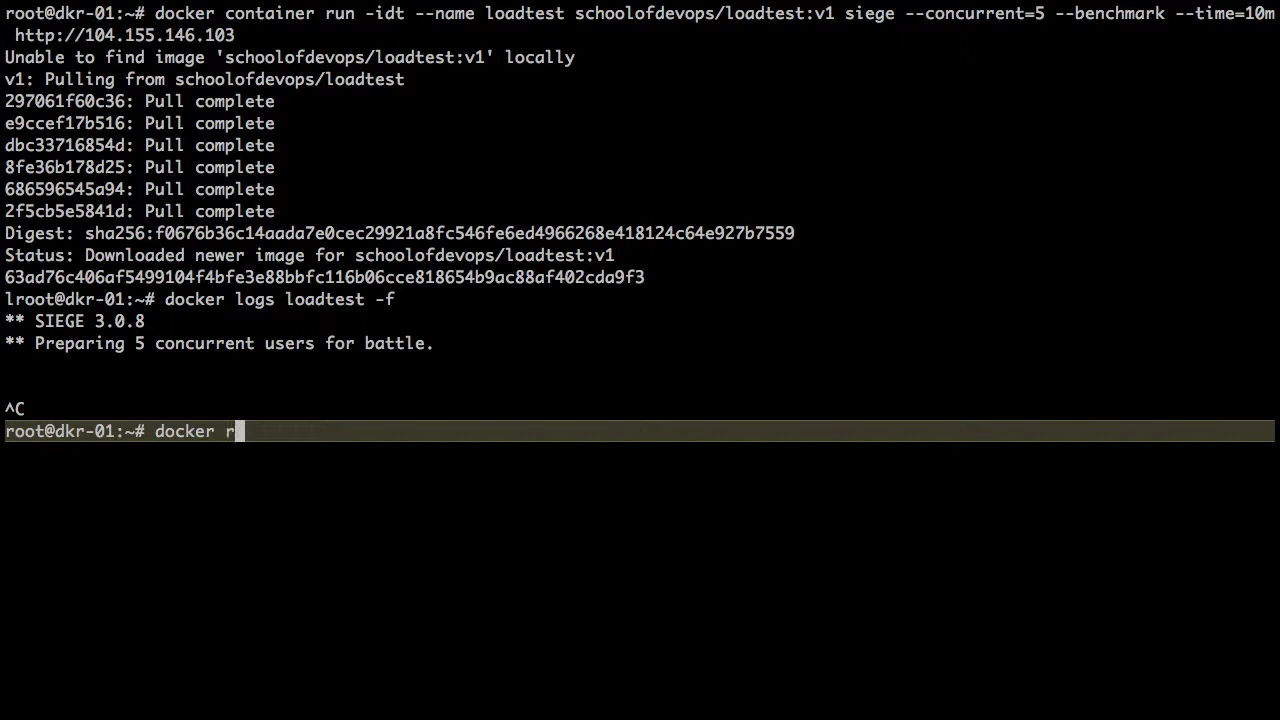 root@dkr-01:~# docker container run -idt --name loadtest schoolofdevops/loadtest:v1 siege --concurrent=5 --benchmark --time=10m
 http://104.155.146.103
Unable to find image 'schoolofdevops/loadtest:v1' locally
v1: Pulling from schoolofdevops/loadtest
297061f60c36: Pull complete
e9ccef17b516: Pull complete
dbc33716854d: Pull complete
8fe36b178d25: Pull complete
686596545a94: Pull complete
2f5cb5e5841d: Pull complete
Digest: sha256:f0676b36c14aada7e0cec29921a8fc546fe6ed4966268e418124c64e927b7559
Status: Downloaded newer image for schoolofdevops/loadtest:v1
63ad76c406af5499104f4bfe3e88bbfc116b06cce818654b9ac88af402cda9f3
lroot@dkr-01:~# docker logs loadtest -f
** SIEGE 3.0.8
** Preparing 5 concurrent users for battle.
^C
root@dkr-01:~# docker r